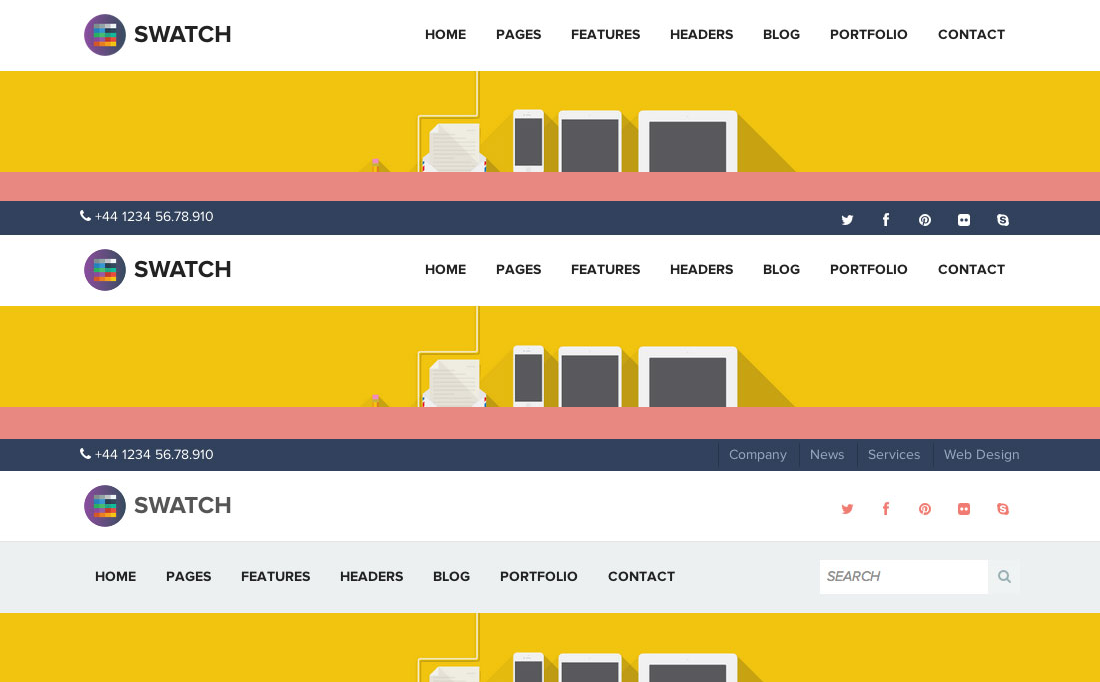 SWATCH HOME PAGES FEATURES HEADERS BLOG PORTFOLIO CONTACT
+44 1234 56.78.910
SWATCH HOME PAGES FEATURES HEADERS BLOG PORTFOLIO CONTACT
+44 1234 56.78.910 Company News Services Web Design
SWATCH
HOME PAGES FEATURES HEADERS BLOG PORTFOLIO CONTACT SEARCH